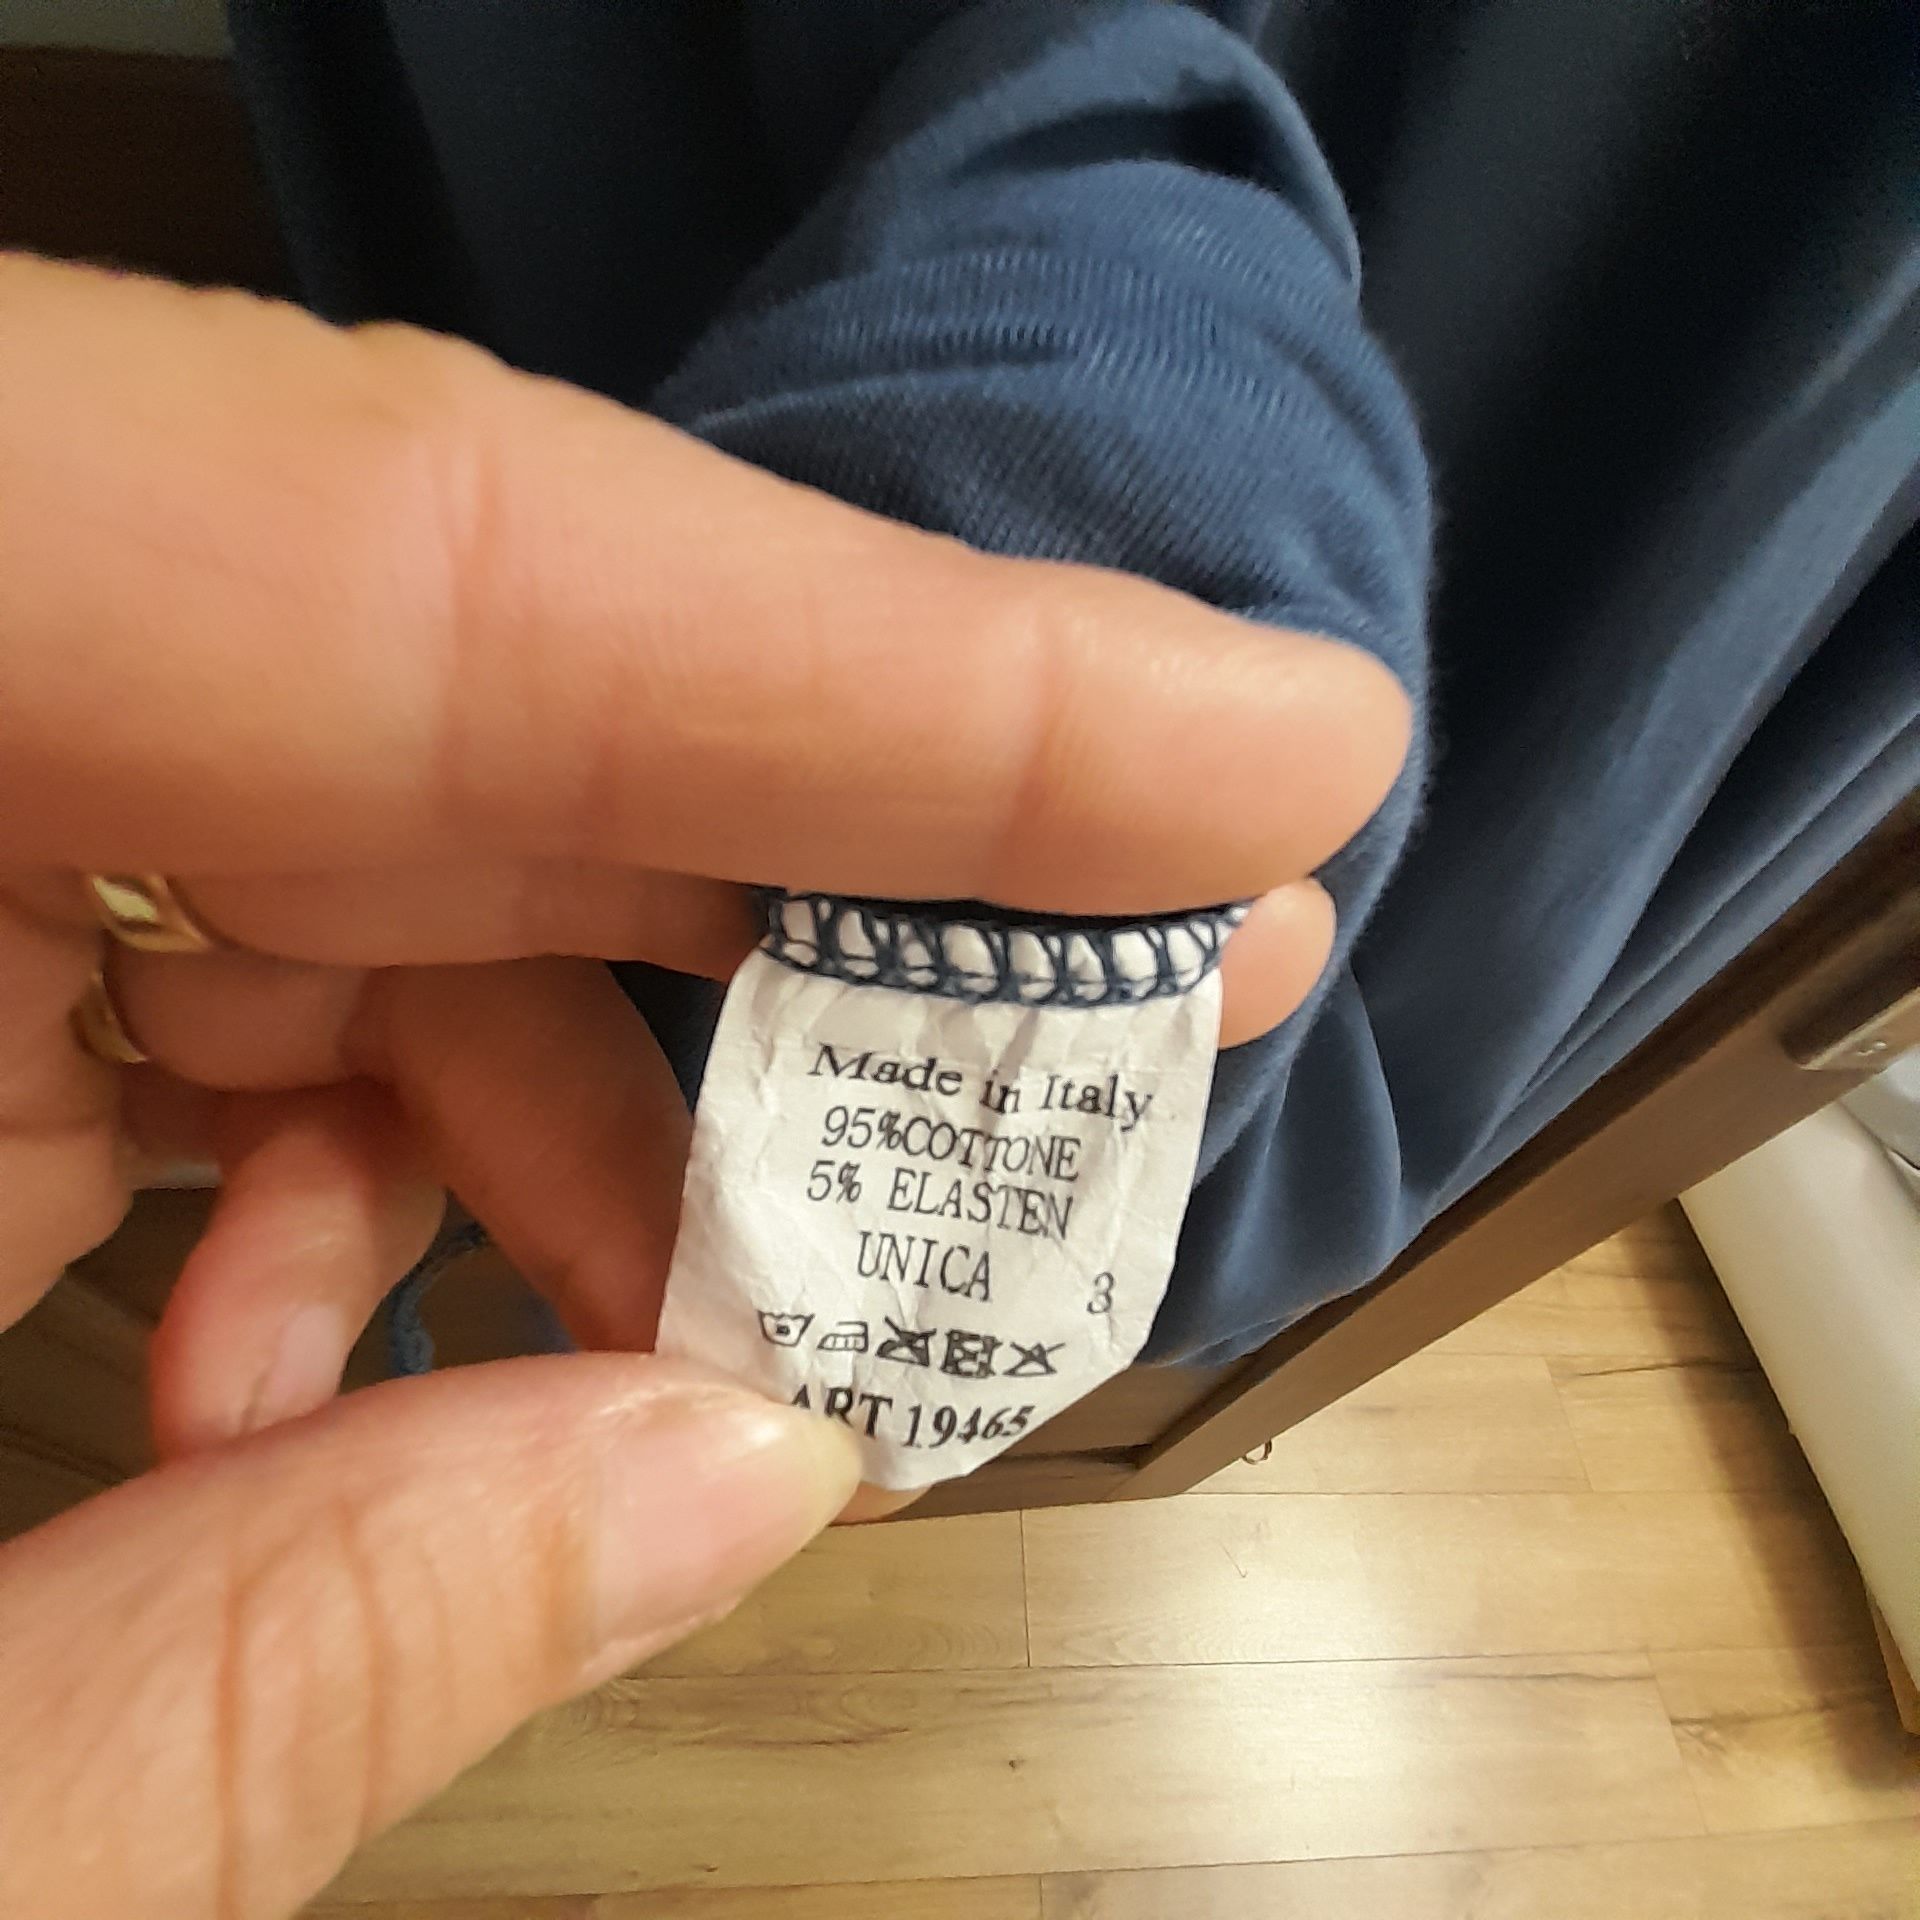 Made in Italy
95%COTTONE
5% ELASTEN
UNICA 3
ART 19465